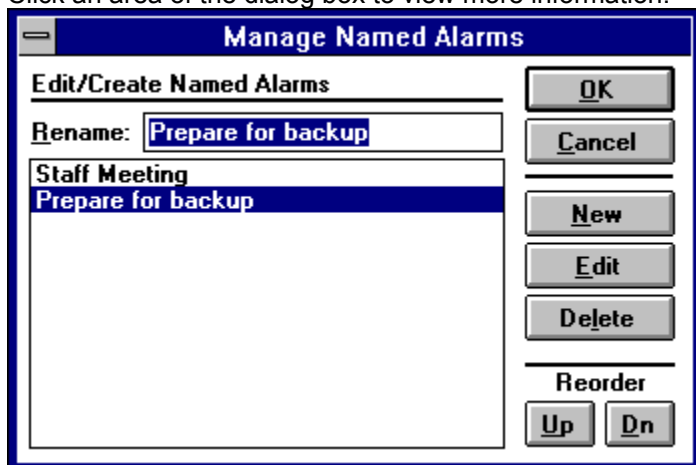 Click an area of the dialog box to view more information.
Manage Named Alarms
Edit/Create Named Alarms
Rename: Prepare for backup
Staff Meeting
Prepare for backup
OK
Cancel
New
Edit
Delete
Reorder
Up Dn